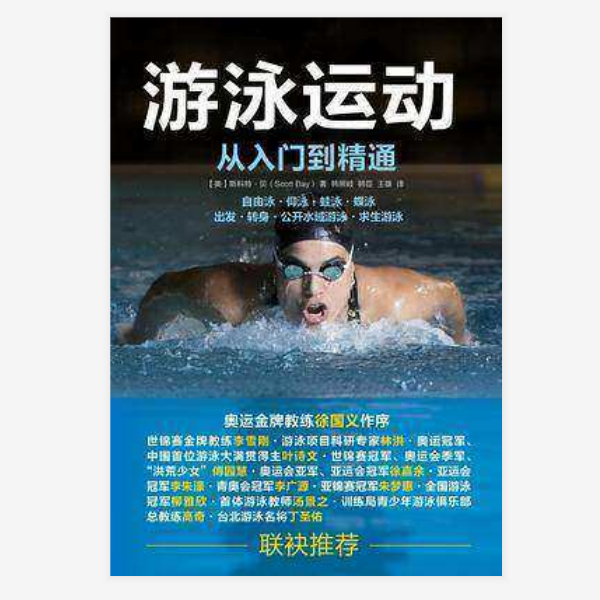 游泳运动
从入门到精通
【美】斯科特·贝（Scott Bay）著 韩照岐 韩臣 王雄 译
自由泳·仰泳·蛙泳·蝶泳
出发·转身·公开水域游泳·求生游泳
奥运金牌教练徐国义作序
世锦赛金牌教练李雪刚·游泳项目科研专家林洪·奥运冠军、
中国首位游泳大满贯得主叶诗文·世锦赛冠军、奥运会季军、
“洪荒少女”傅园慧·奥运会亚军、亚运会冠军徐嘉余·亚运会
冠军李朱濠·青奥会冠军李广源·亚锦赛冠军朱梦惠·全国游泳
冠军柳雅欣·首体游泳教师汤景之·训练局青少年游泳俱乐部
总教练高奇·台北游泳名将丁圣佑
联袂推荐